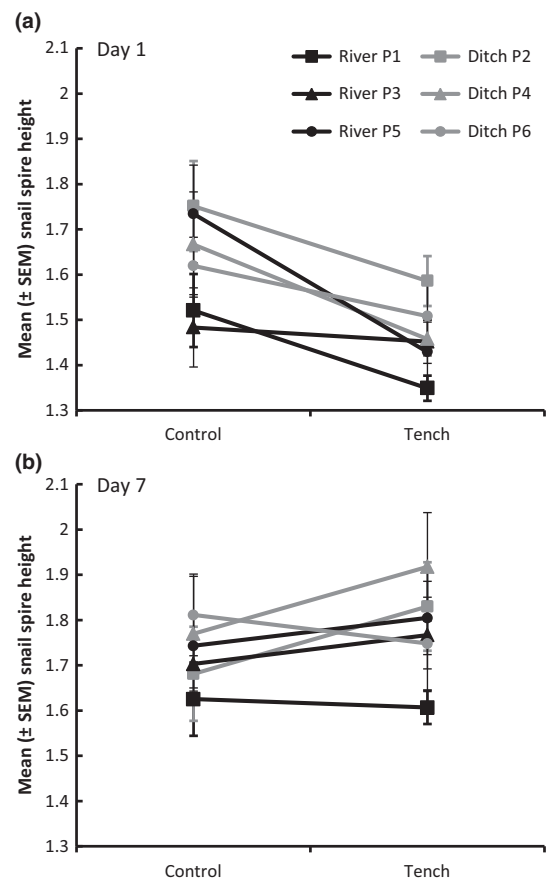 (a)
2.1
Day 1
River P1
Ditch P2
2
River P3
Ditch P4
1.9
River P5
Ditch P6
1.8
1.7
1.6
1.5
1.4
1.3
Mean (± SEM) snail spire height
Control
Tench
(b)
2.1
Day 7
2
1.9
1.8
1.7
1.6
1.5
1.4
1.3
Mean (± SEM) snail spire height
Control
Tench